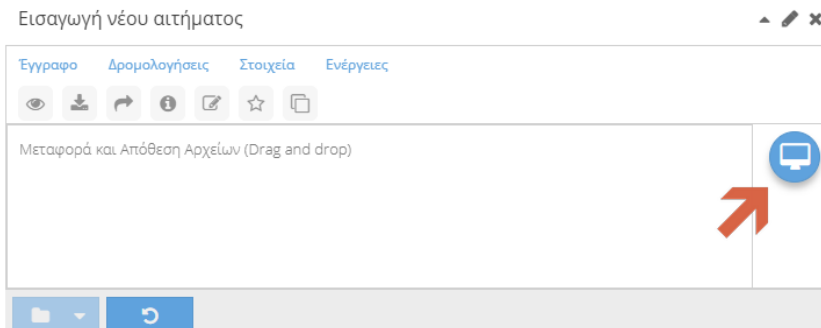 Εισαγωγή νέου αιτήματος
Έγγραφο Δρομολογήσεις Στοιχεία Ενέργειες
Μεταφορά και Απόθεση Αρχείων (Drag and drop)